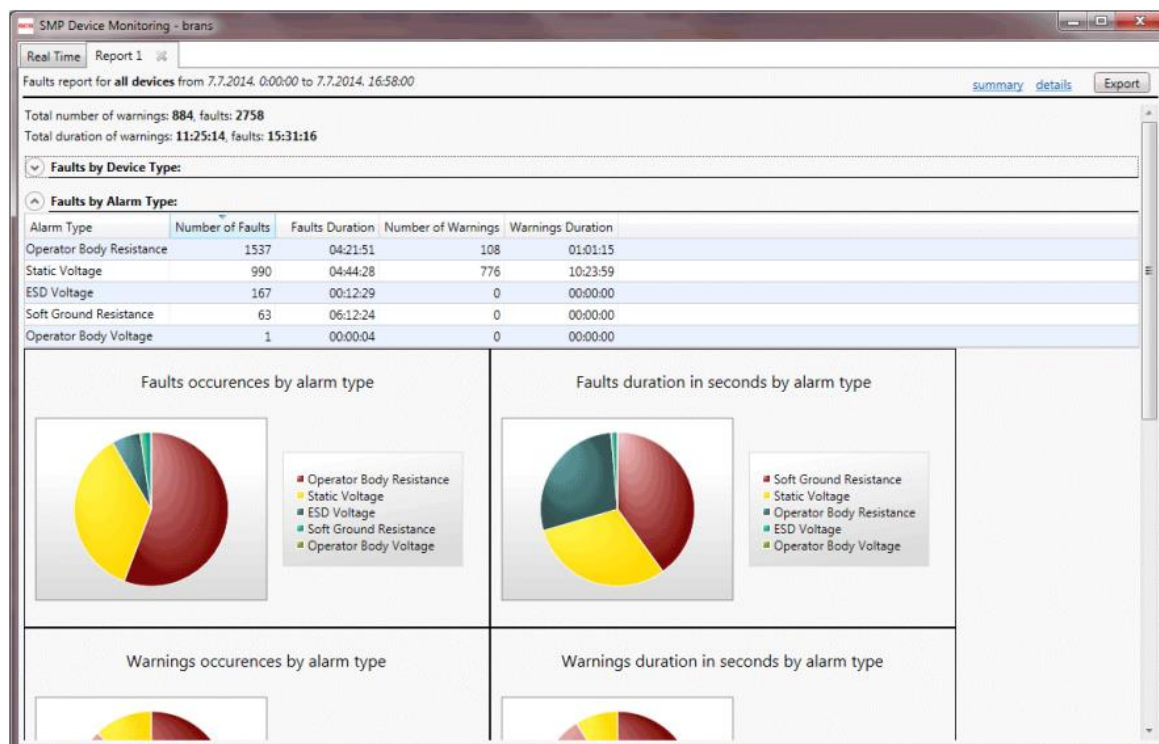 SMP Device Monitoring - brans
Real Time Report 1
Faults report for all devices from 7.7.2014. 0:00:00 to 7.7.2014. 16:58:00 summary details Export
Total number of warnings: 884, faults: 2758
Total duration of warnings: 11:25:14, faults: 15:31:16
Faults by Device Type:
Faults by Alarm Type:
Alarm Type Number of Faults Faults Duration Number of Warnings Warnings Duration
Operator Body Resistance 1537 04:21:51 108 01:01:15
Static Voltage 990 04:44:28 776 10:23:59
ESD Voltage 167 00:12:29 0 00:00:00
Soft Ground Resistance 63 06:12:24 0 00:00:00
Operator Body Voltage 1 00:00:04 0 00:00:00
Faults occurences by alarm type
Operator Body Resistance
Static Voltage
ESD Voltage
Soft Ground Resistance
Operator Body Voltage
Faults duration in seconds by alarm type
Soft Ground Resistance
Static Voltage
Operator Body Resistance
ESD Voltage
Operator Body Voltage
Warnings occurences by alarm type
Warnings duration in seconds by alarm type